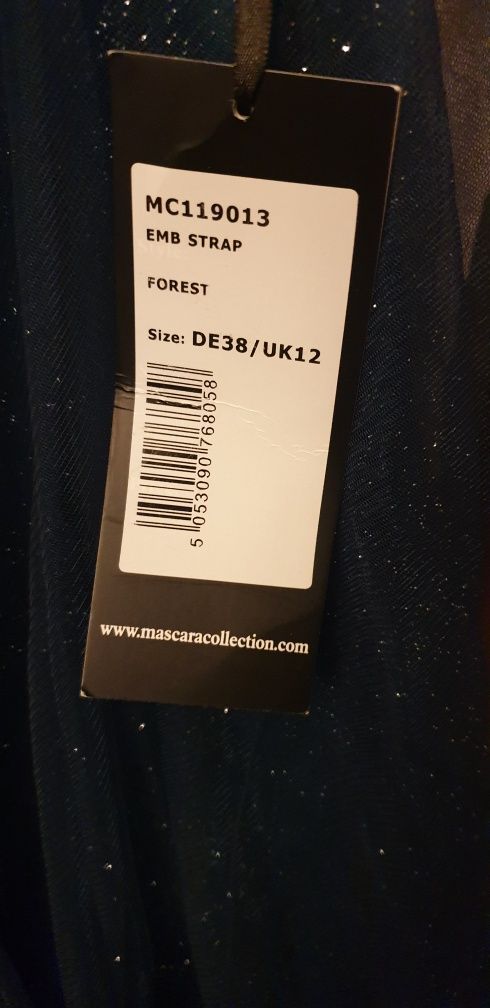 MC119013
EMB STRAP
FOREST
Size: DE38/UK12
5 053090 768058
www.mascaracollection.com